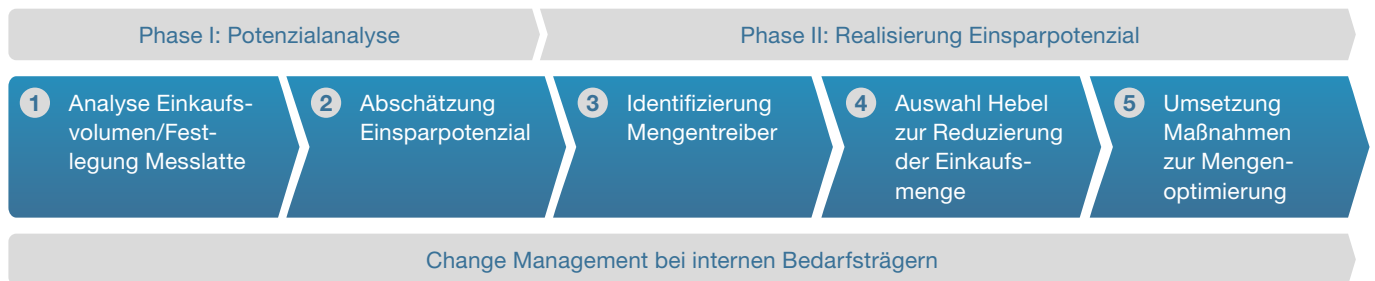 Phase I: Potenzialanalyse
Phase II: Realisierung Einsparpotenzial
1 Analyse Einkaufs-
volumen/Fest-
legung Messlatte
2 Abschätzung
Einsparpotenzial
3 Identifizierung
Mengentreiber
4 Auswahl Hebel
zur Reduzierung
der Einkaufs-
menge
5 Umsetzung
Maßnahmen
zur Mengen-
optimierung
Change Management bei internen Bedarfsträgern